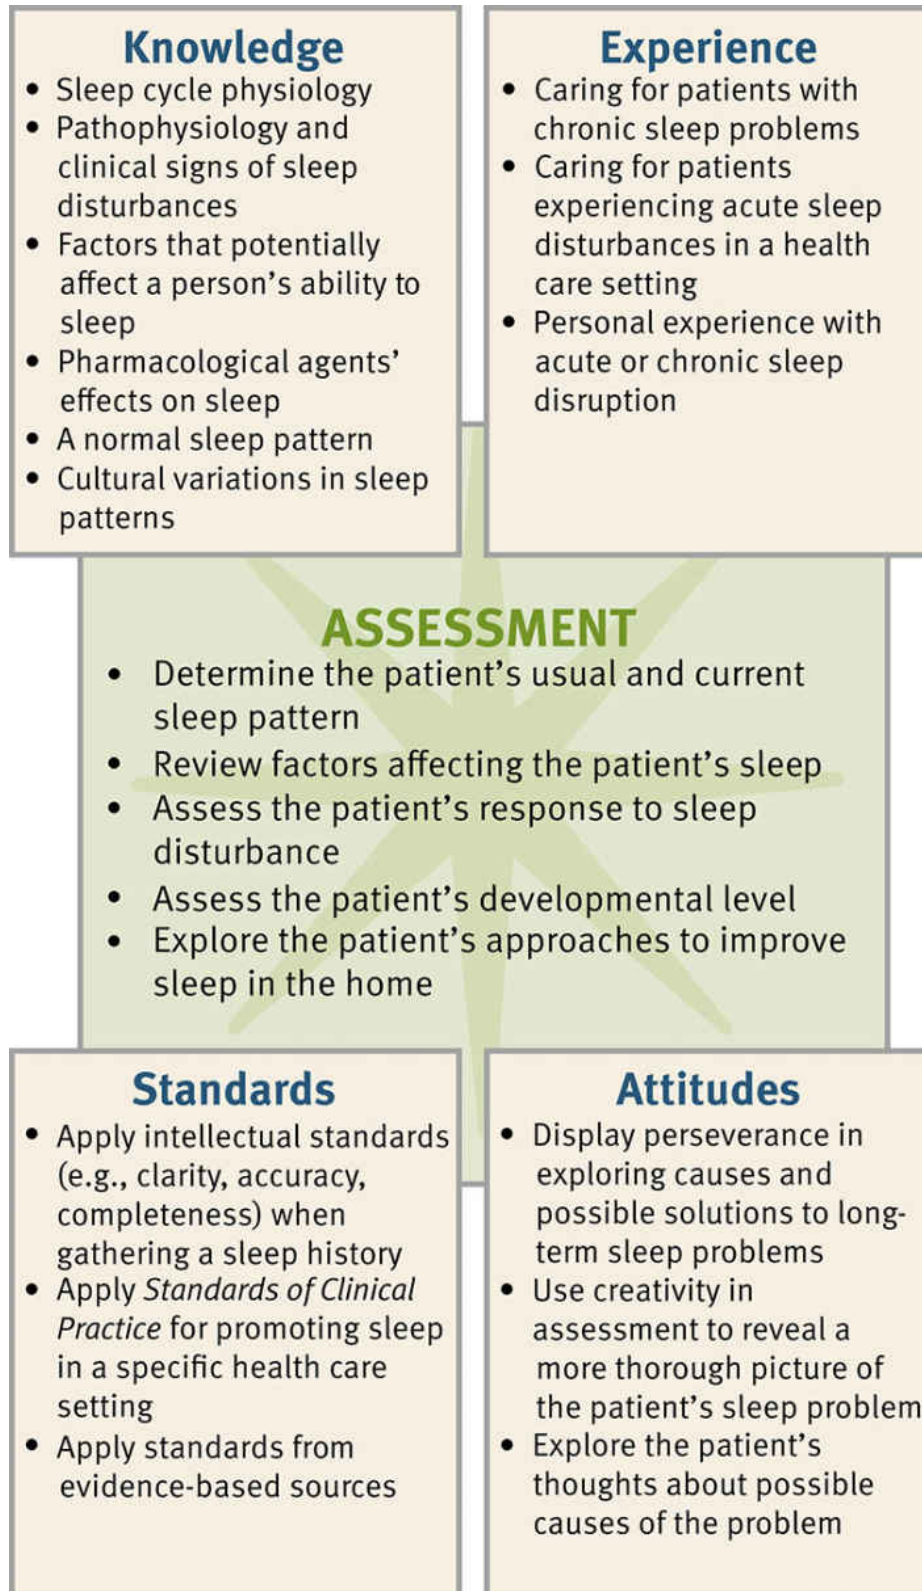 Knowledge
• Sleep cycle physiology
• Pathophysiology and
clinical signs of sleep
disturbances
• Factors that potentially
affect a person’s ability to
sleep
• Pharmacological agents’
effects on sleep
• A normal sleep pattern
• Cultural variations in sleep
patterns
Experience
• Caring for patients with
chronic sleep problems
• Caring for patients
experiencing acute sleep
disturbances in a health
care setting
• Personal experience with
acute or chronic sleep
disruption
ASSESSMENT
• Determine the patient’s usual and current
sleep pattern
• Review factors affecting the patient’s sleep
• Assess the patient’s response to sleep
disturbance
• Assess the patient’s developmental level
• Explore the patient’s approaches to improve
sleep in the home
Standards
• Apply intellectual standards
(e.g., clarity, accuracy,
completeness) when
gathering a sleep history
• Apply Standards of Clinical
Practice for promoting sleep
in a specific health care
setting
• Apply standards from
evidence-based sources
Attitudes
• Display perseverance in
exploring causes and
possible solutions to long-
term sleep problems
• Use creativity in
assessment to reveal a
more thorough picture of
the patient’s sleep problem
• Explore the patient’s
thoughts about possible
causes of the problem